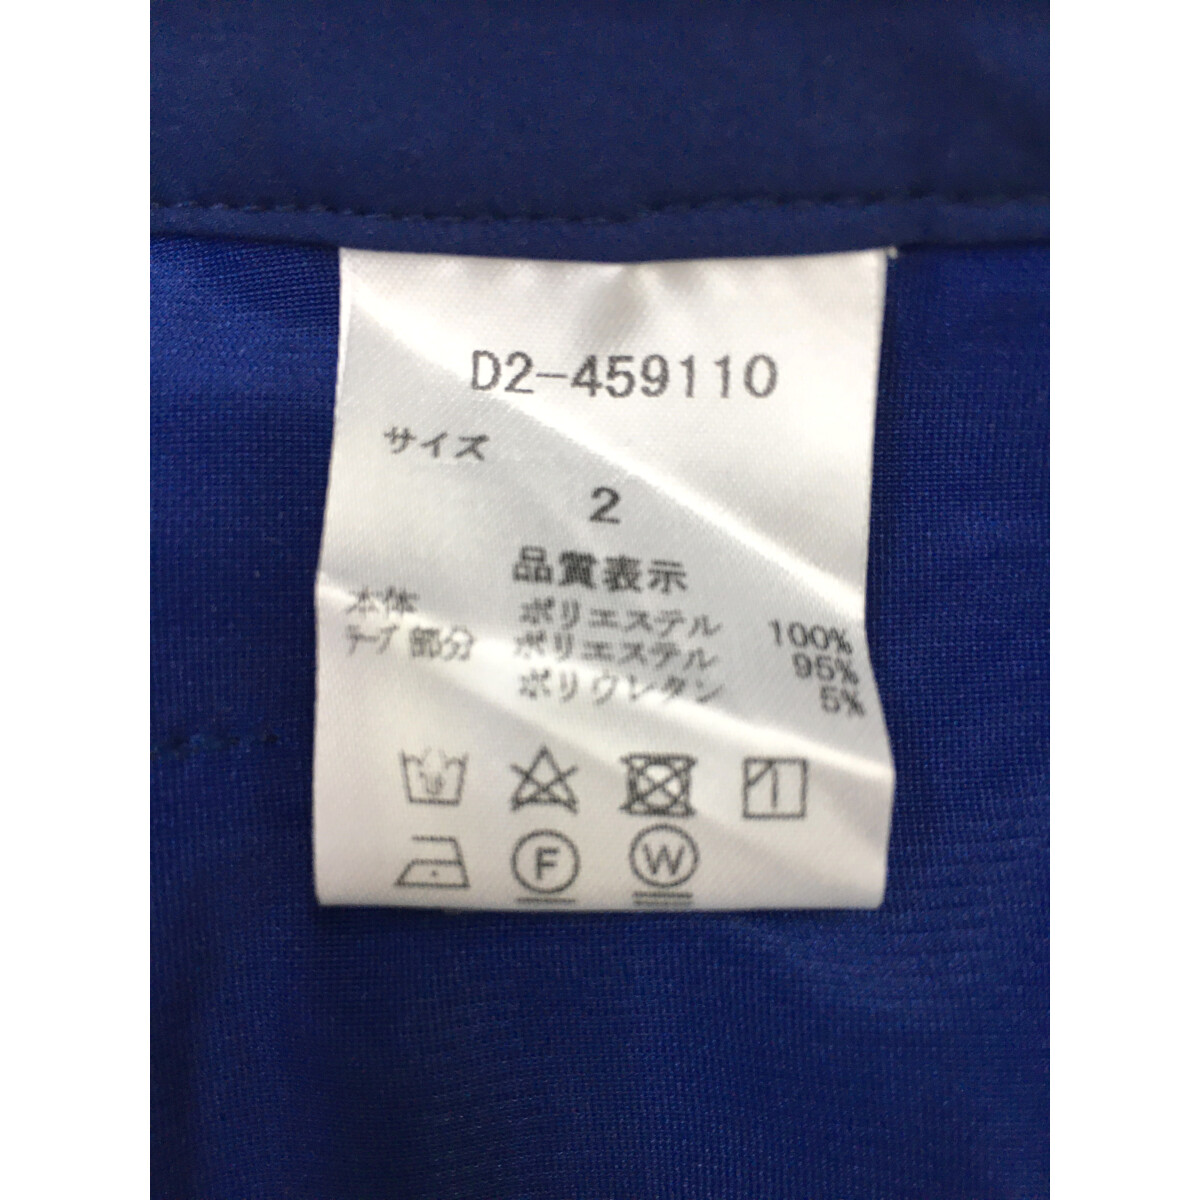 D2-459110
サイズ
2
品質表示
本体 ポリエステル 100%
テープ部分 ポリエステル 95%
ポリウレタン 5%
F W